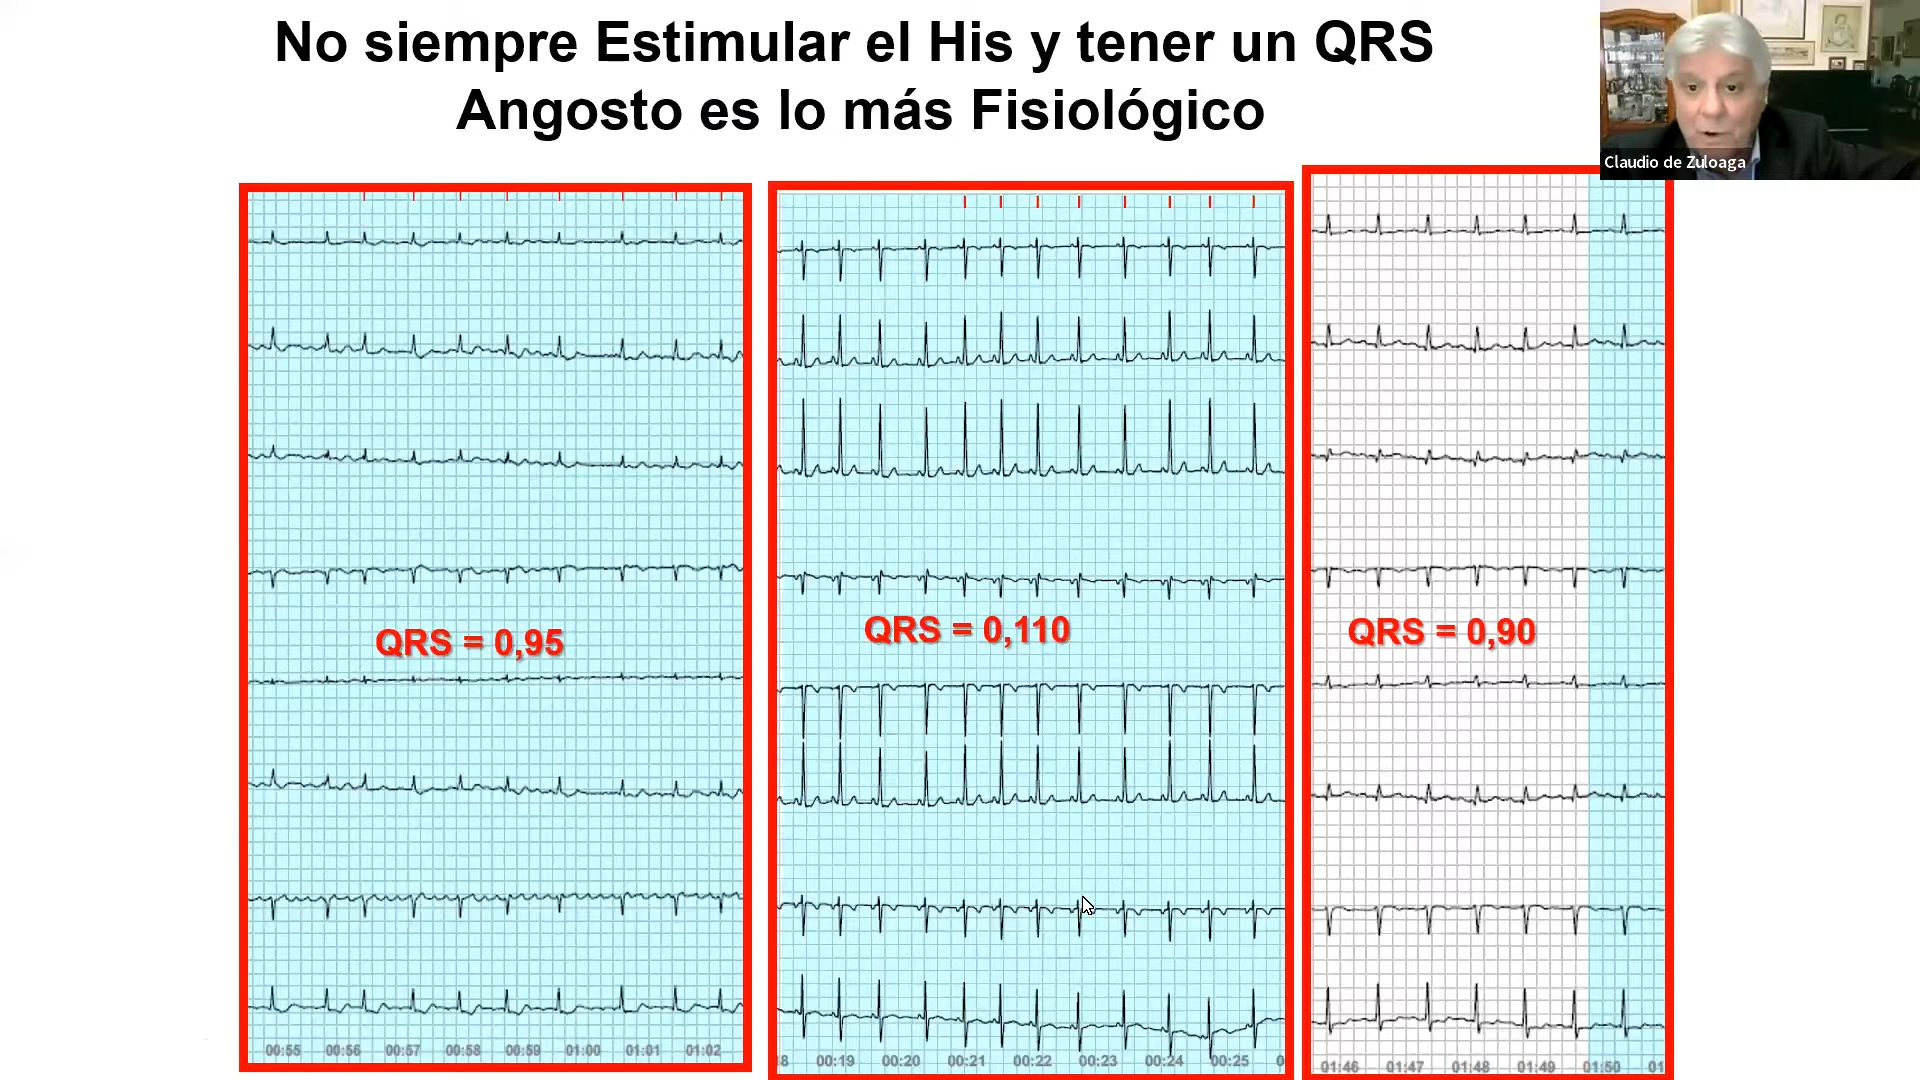 No siempre Estimular el His y tener un QRS
Angosto es lo más Fisiológico
Claudio de Zuloaga
QRS = 0,95
QRS = 0,110
QRS = 0,90
00:55 00:56 00:57 00:58 00:59 01:00 01:01 01:02
8 00:19 00:20 00:21 00:22 00:23 00:24 00:25 0
01:46 01:47 01:48 01:49 01:50 01